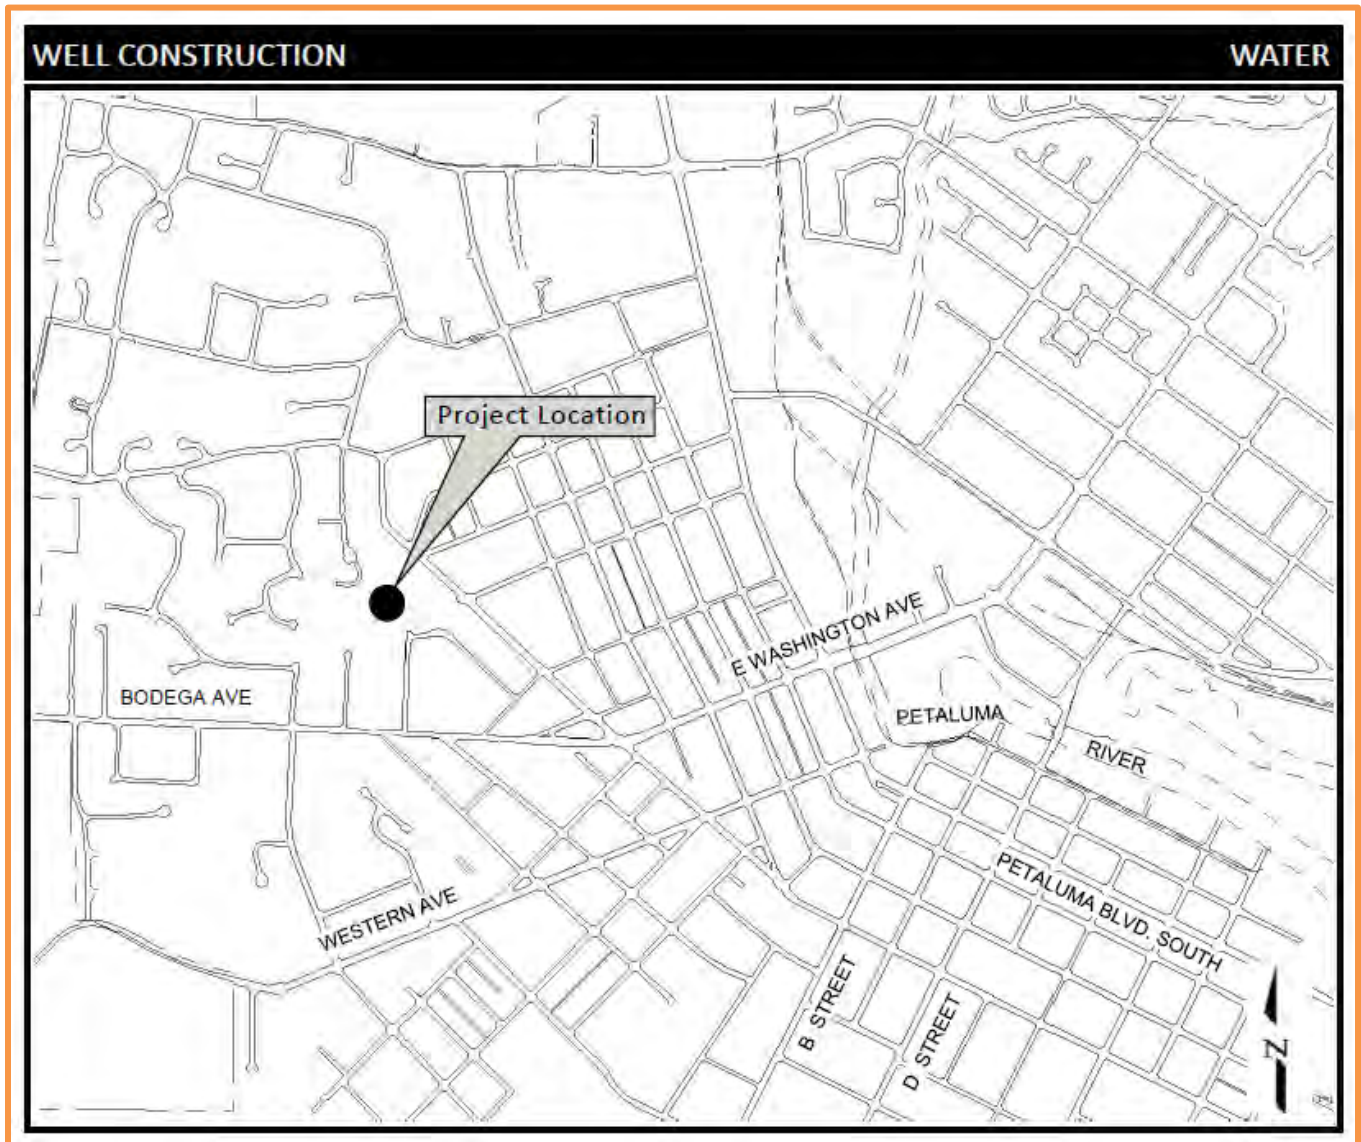 WELL CONSTRUCTION WATER
Project Location
E WASHINGTON AVE
BODEGA AVE
PETALUMA
RIVER
WESTERN AVE
PETALUMA BLVD. SOUTH
B STREET
D STREET
N